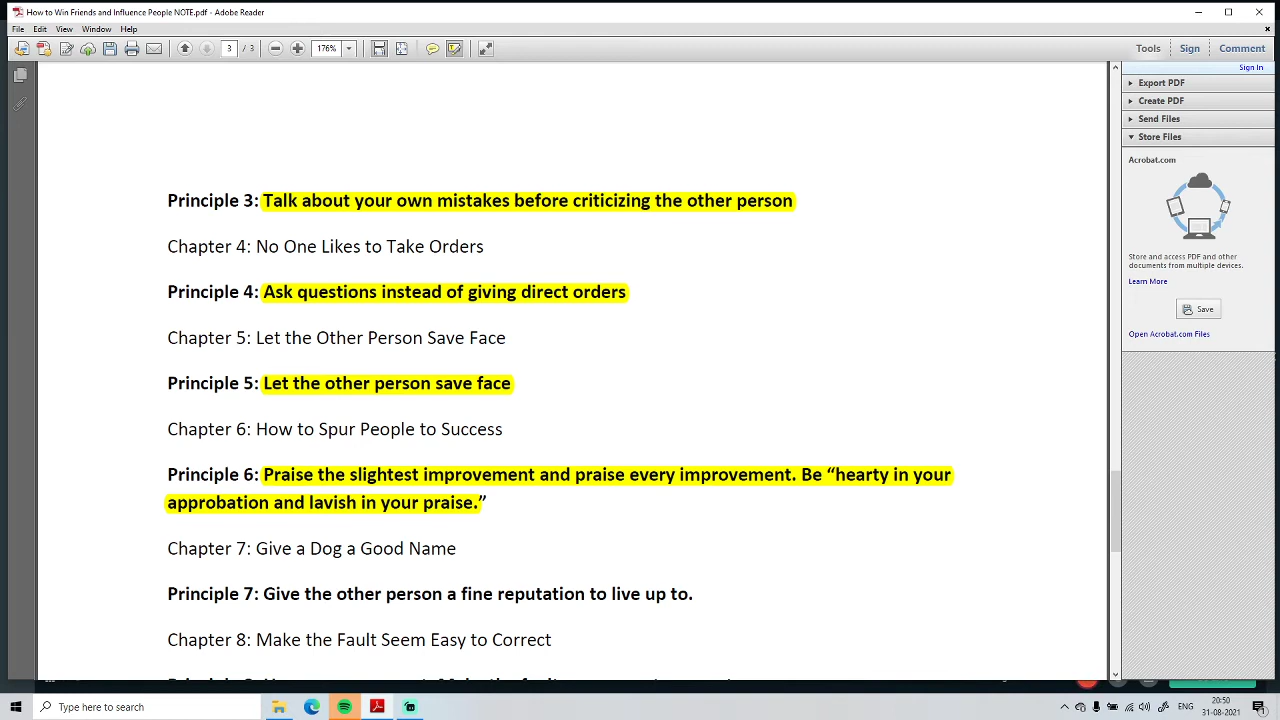 How to Win Friends and Influence People NOTE.pdf - Adobe Reader
File Edit View Window Help
3 / 3 176% Tools Sign Comment
Sign In
Export PDF
Create PDF
Send Files
Store Files
Acrobat.com
Store and access PDF and other
documents from multiple devices.
Learn More
Save
Open Acrobat.com Files
Principle 3: Talk about your own mistakes before criticizing the other person
Chapter 4: No One Likes to Take Orders
Principle 4: Ask questions instead of giving direct orders
Chapter 5: Let the Other Person Save Face
Principle 5: Let the other person save face
Chapter 6: How to Spur People to Success
Principle 6: Praise the slightest improvement and praise every improvement. Be “hearty in your
approbation and lavish in your praise.”
Chapter 7: Give a Dog a Good Name
Principle 7: Give the other person a fine reputation to live up to.
Chapter 8: Make the Fault Seem Easy to Correct
Type here to search
ENG
20:50
31-08-2021